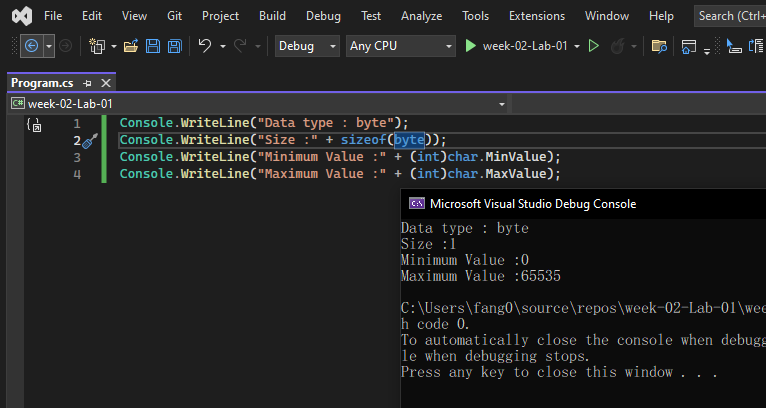 File Edit View Git Project Build Debug Test Analyze Tools Extensions Window Help Search (Ctrl+
Debug Any CPU week-02-Lab-01
Program.cs
C# week-02-Lab-01
1 Console.WriteLine("Data type : byte");
2 Console.WriteLine("Size :" + sizeof(byte));
3 Console.WriteLine("Minimum Value :" + (int)char.MinValue);
4 Console.WriteLine("Maximum Value :" + (int)char.MaxValue);
C:\ Microsoft Visual Studio Debug Console
Data type : byte
Size :1
Minimum Value :0
Maximum Value :65535
C:\Users\fang0\source\repos\week-02-Lab-01\wee
h code 0.
To automatically close the console when debugg
le when debugging stops.
Press any key to close this window . . .